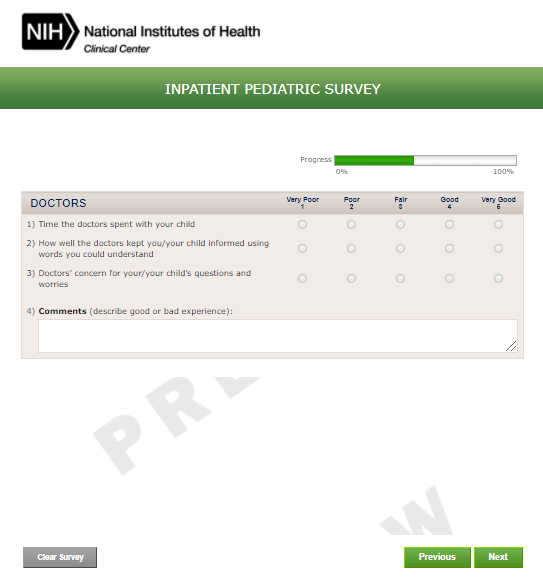 NIH National Institutes of Health
Clinical Center
INPATIENT PEDIATRIC SURVEY
Progress
0% 100%
DOCTORS Very Poor Poor Fair Good Very Good
1 2 3 4 5
1) Time the doctors spent with your child
2) How well the doctors kept you/your child informed using
words you could understand
3) Doctors' concern for your/your child's questions and
worries
4) Comments (describe good or bad experience):
PRE
W
Clear Survey Previous Next